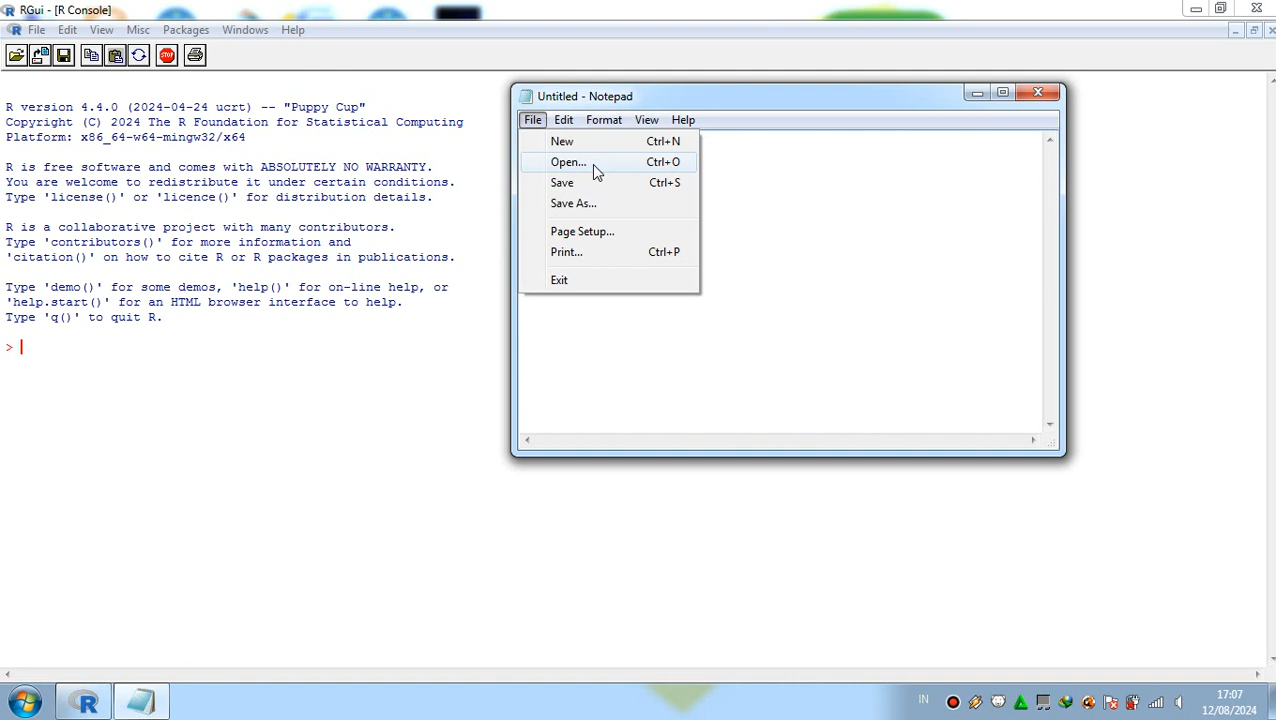 RGui - [R Console]
File Edit View Misc Packages Windows Help
STOP
R version 4.4.0 (2024-04-24 ucrt) -- "Puppy Cup"
Copyright (C) 2024 The R Foundation for Statistical Computing
Platform: x86_64-w64-mingw32/x64
R is free software and comes with ABSOLUTELY NO WARRANTY.
You are welcome to redistribute it under certain conditions.
Type 'license()' or 'licence()' for distribution details.
R is a collaborative project with many contributors.
Type 'contributors()' for more information and
'citation()' on how to cite R or R packages in publications.
Type 'demo()' for some demos, 'help()' for on-line help, or
'help.start()' for an HTML browser interface to help.
Type 'q()' to quit R.
>
Untitled - Notepad
File Edit Format View Help
New Ctrl+N
Open... Ctrl+O
Save Ctrl+S
Save As...
Page Setup...
Print... Ctrl+P
Exit
IN
17:07
12/08/2024